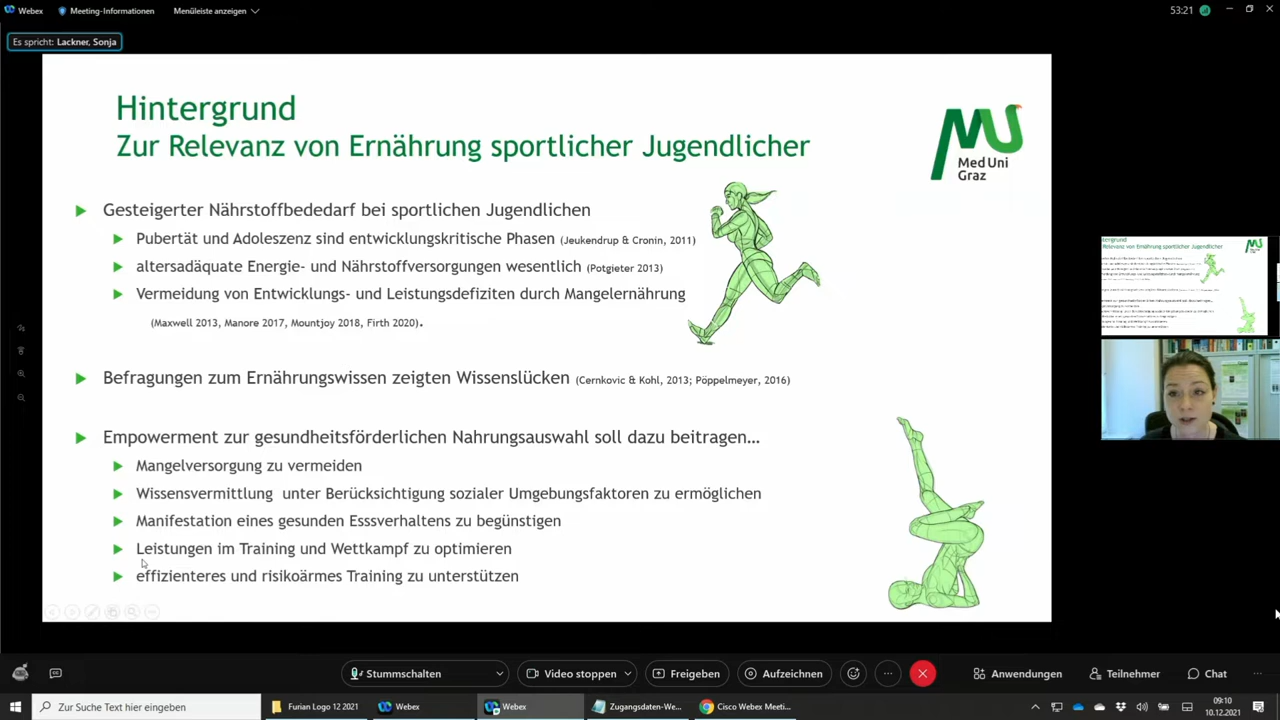 Webex
Meeting-Informationen
Menüleiste anzeigen
53:21
Es spricht: Lackner, Sonja
Hintergrund
Zur Relevanz von Ernährung sportlicher Jugendlicher
Med Uni
Graz
Gesteigerter Nährstoffbededarf bei sportlichen Jugendlichen
Pubertät und Adoleszenz sind entwicklungskritische Phasen (Jeukendrup & Cronin, 2011)
altersadäquate Energie- und Nährstoffversorgungen wesentlich (Potgieter 2013)
Vermeidung von Entwicklungs- und Leistungsdefiziten durch Mangelernährung
(Maxwell 2013, Manore 2017, Mountjoy 2018, Firth 2020).
Befragungen zum Ernährungswissen zeigten Wissenslücken (Cernkovic & Kohl, 2013; Pöppelmeyer, 2016)
Empowerment zur gesundheitsförderlichen Nahrungsauswahl soll dazu beitragen…
Mangelversorgung zu vermeiden
Wissensvermittlung unter Berücksichtigung sozialer Umgebungsfaktoren zu ermöglichen
Manifestation eines gesunden Esssverhaltens zu begünstigen
Leistungen im Training und Wettkampf zu optimieren
effizienteres und risikoärmes Training zu unterstützen
Stummschalten
Video stoppen
Freigeben
Aufzeichnen
Anwendungen
Teilnehmer
Chat
Zur Suche Text hier eingeben
Furian Logo 12 2021
Webex
Webex
Zugangsdaten-We...
Cisco Webex Meeti...
09:10
10.12.2021